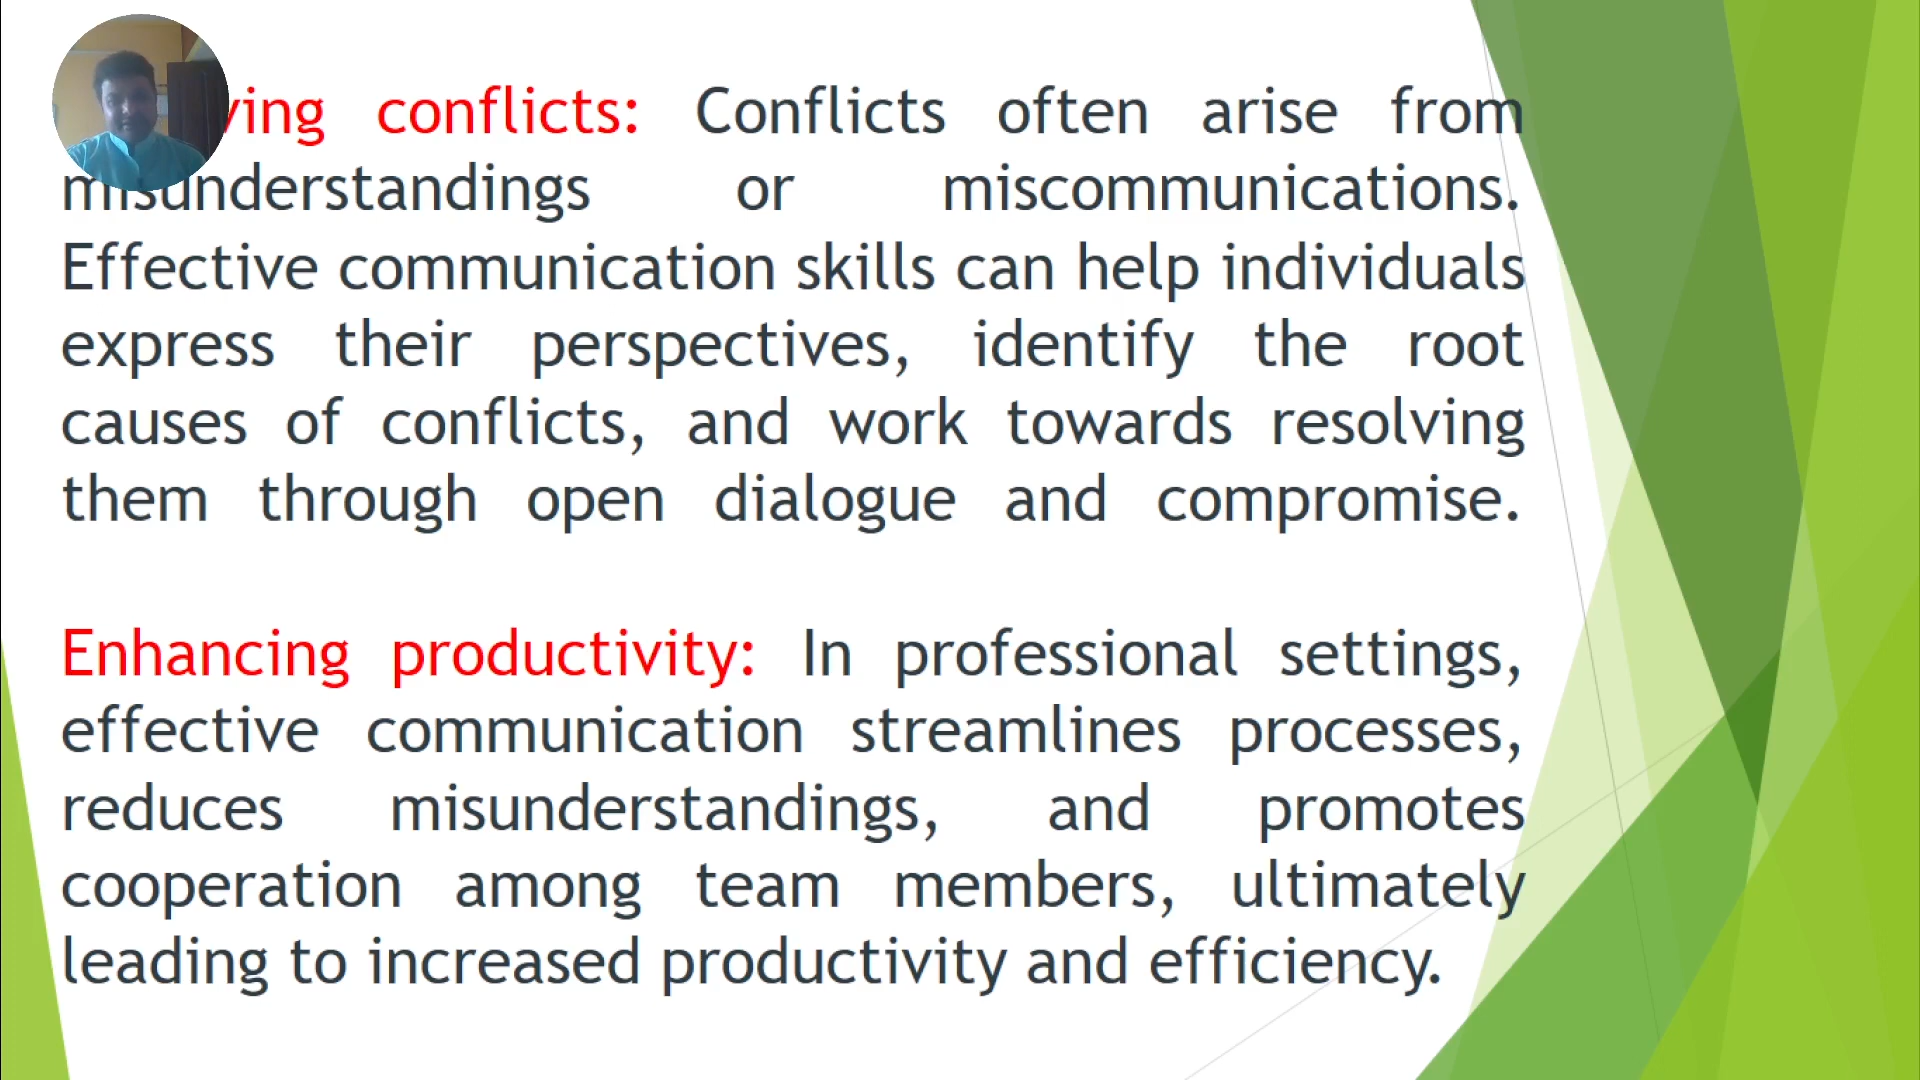 conflicts: Conflicts often arise from
misunderstandings or miscommunications.
Effective communication skills can help individuals
express their perspectives, identify the root
causes of conflicts, and work towards resolving
them through open dialogue and compromise.
Enhancing productivity: In professional settings,
effective communication streamlines processes,
reduces misunderstandings, and promotes
cooperation among team members, ultimately
leading to increased productivity and efficiency.